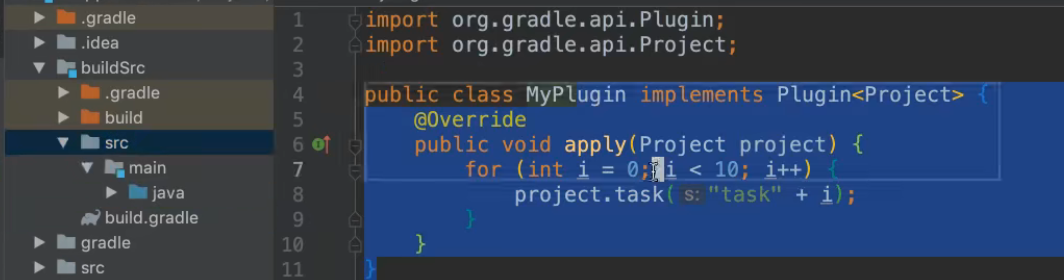 .gradle
.idea
buildSrc
.gradle
build
src
main
java
build.gradle
gradle
src
1 import org.gradle.api.Plugin;
2 import org.gradle.api.Project;
3
4 public class MyPlugin implements Plugin<Project> {
5 @Override
6 public void apply(Project project) {
7 for (int i = 0; i < 10; i++) {
8 project.task( s: "task" + i);
9 }
10 }
11 }